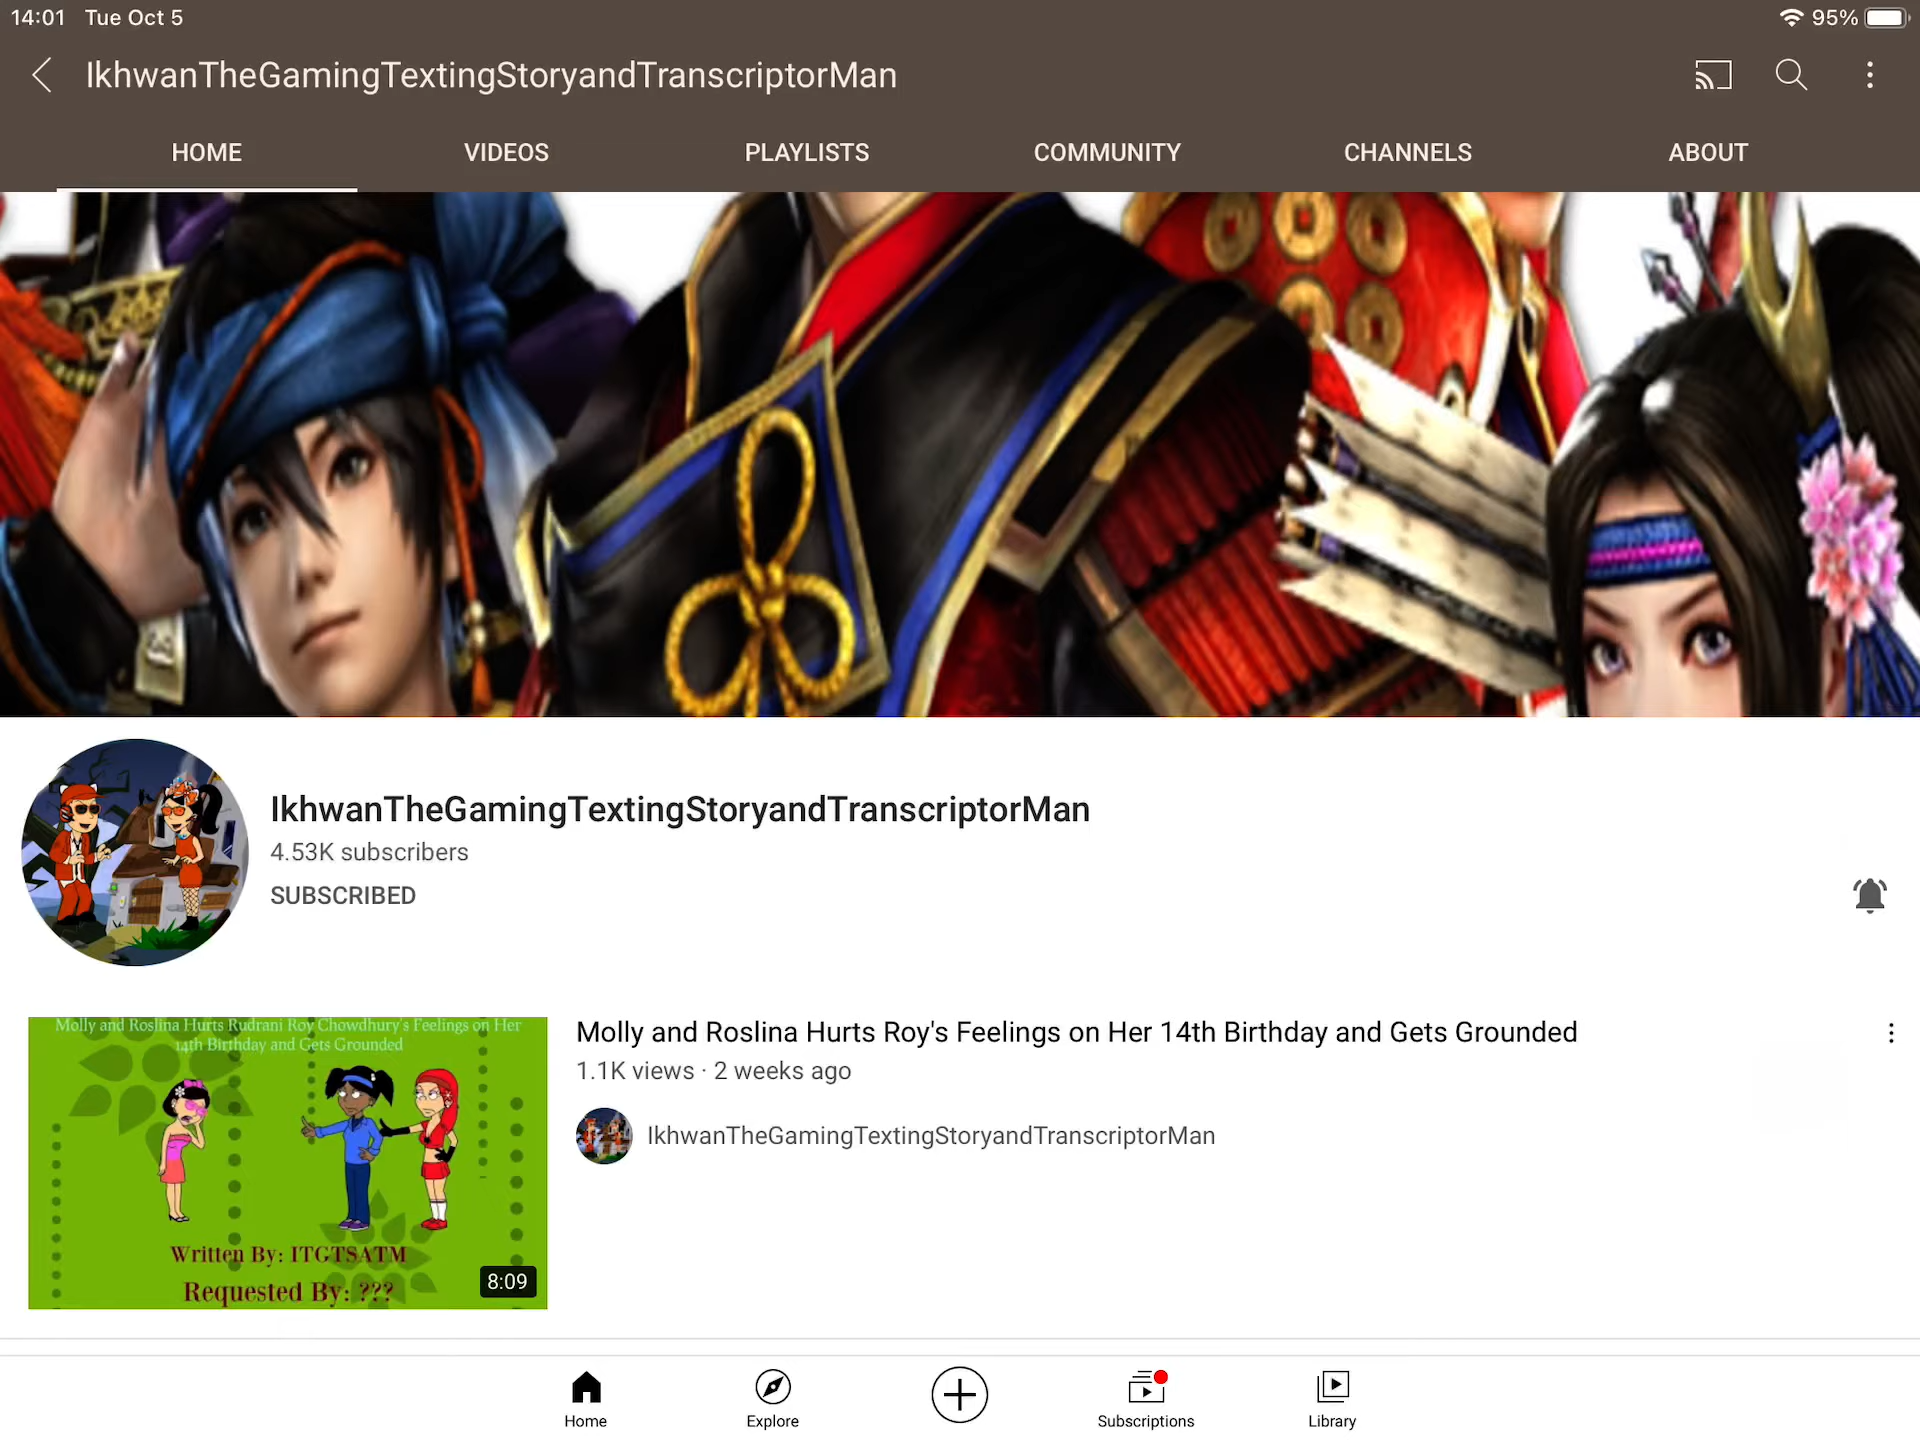 14:01 Tue Oct 5
95%
IkhwanTheGamingTextingStoryandTranscriptorMan
HOME VIDEOS PLAYLISTS COMMUNITY CHANNELS ABOUT
IkhwanTheGamingTextingStoryandTranscriptorMan
4.53K subscribers
SUBSCRIBED
Molly and Roslina Hurts Rudrani Roy Chowdhury's Feelings on Her
14th Birthday and Gets Grounded
Written By: ITGTSATM
Requested By: ???
8:09
Molly and Roslina Hurts Roy's Feelings on Her 14th Birthday and Gets Grounded
1.1K views · 2 weeks ago
IkhwanTheGamingTextingStoryandTranscriptorMan
Home Explore Subscriptions Library